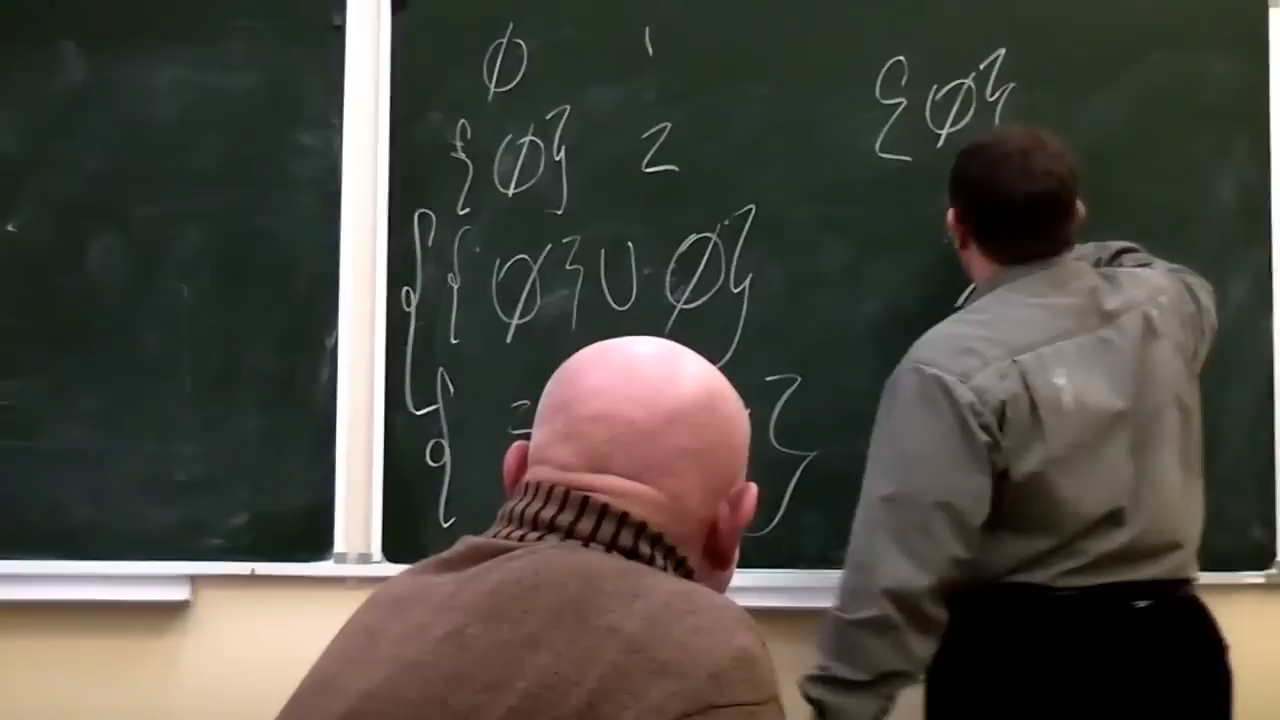 ∅ 1
{∅} 2
{{∅}∪∅}
{ = }
{∅}